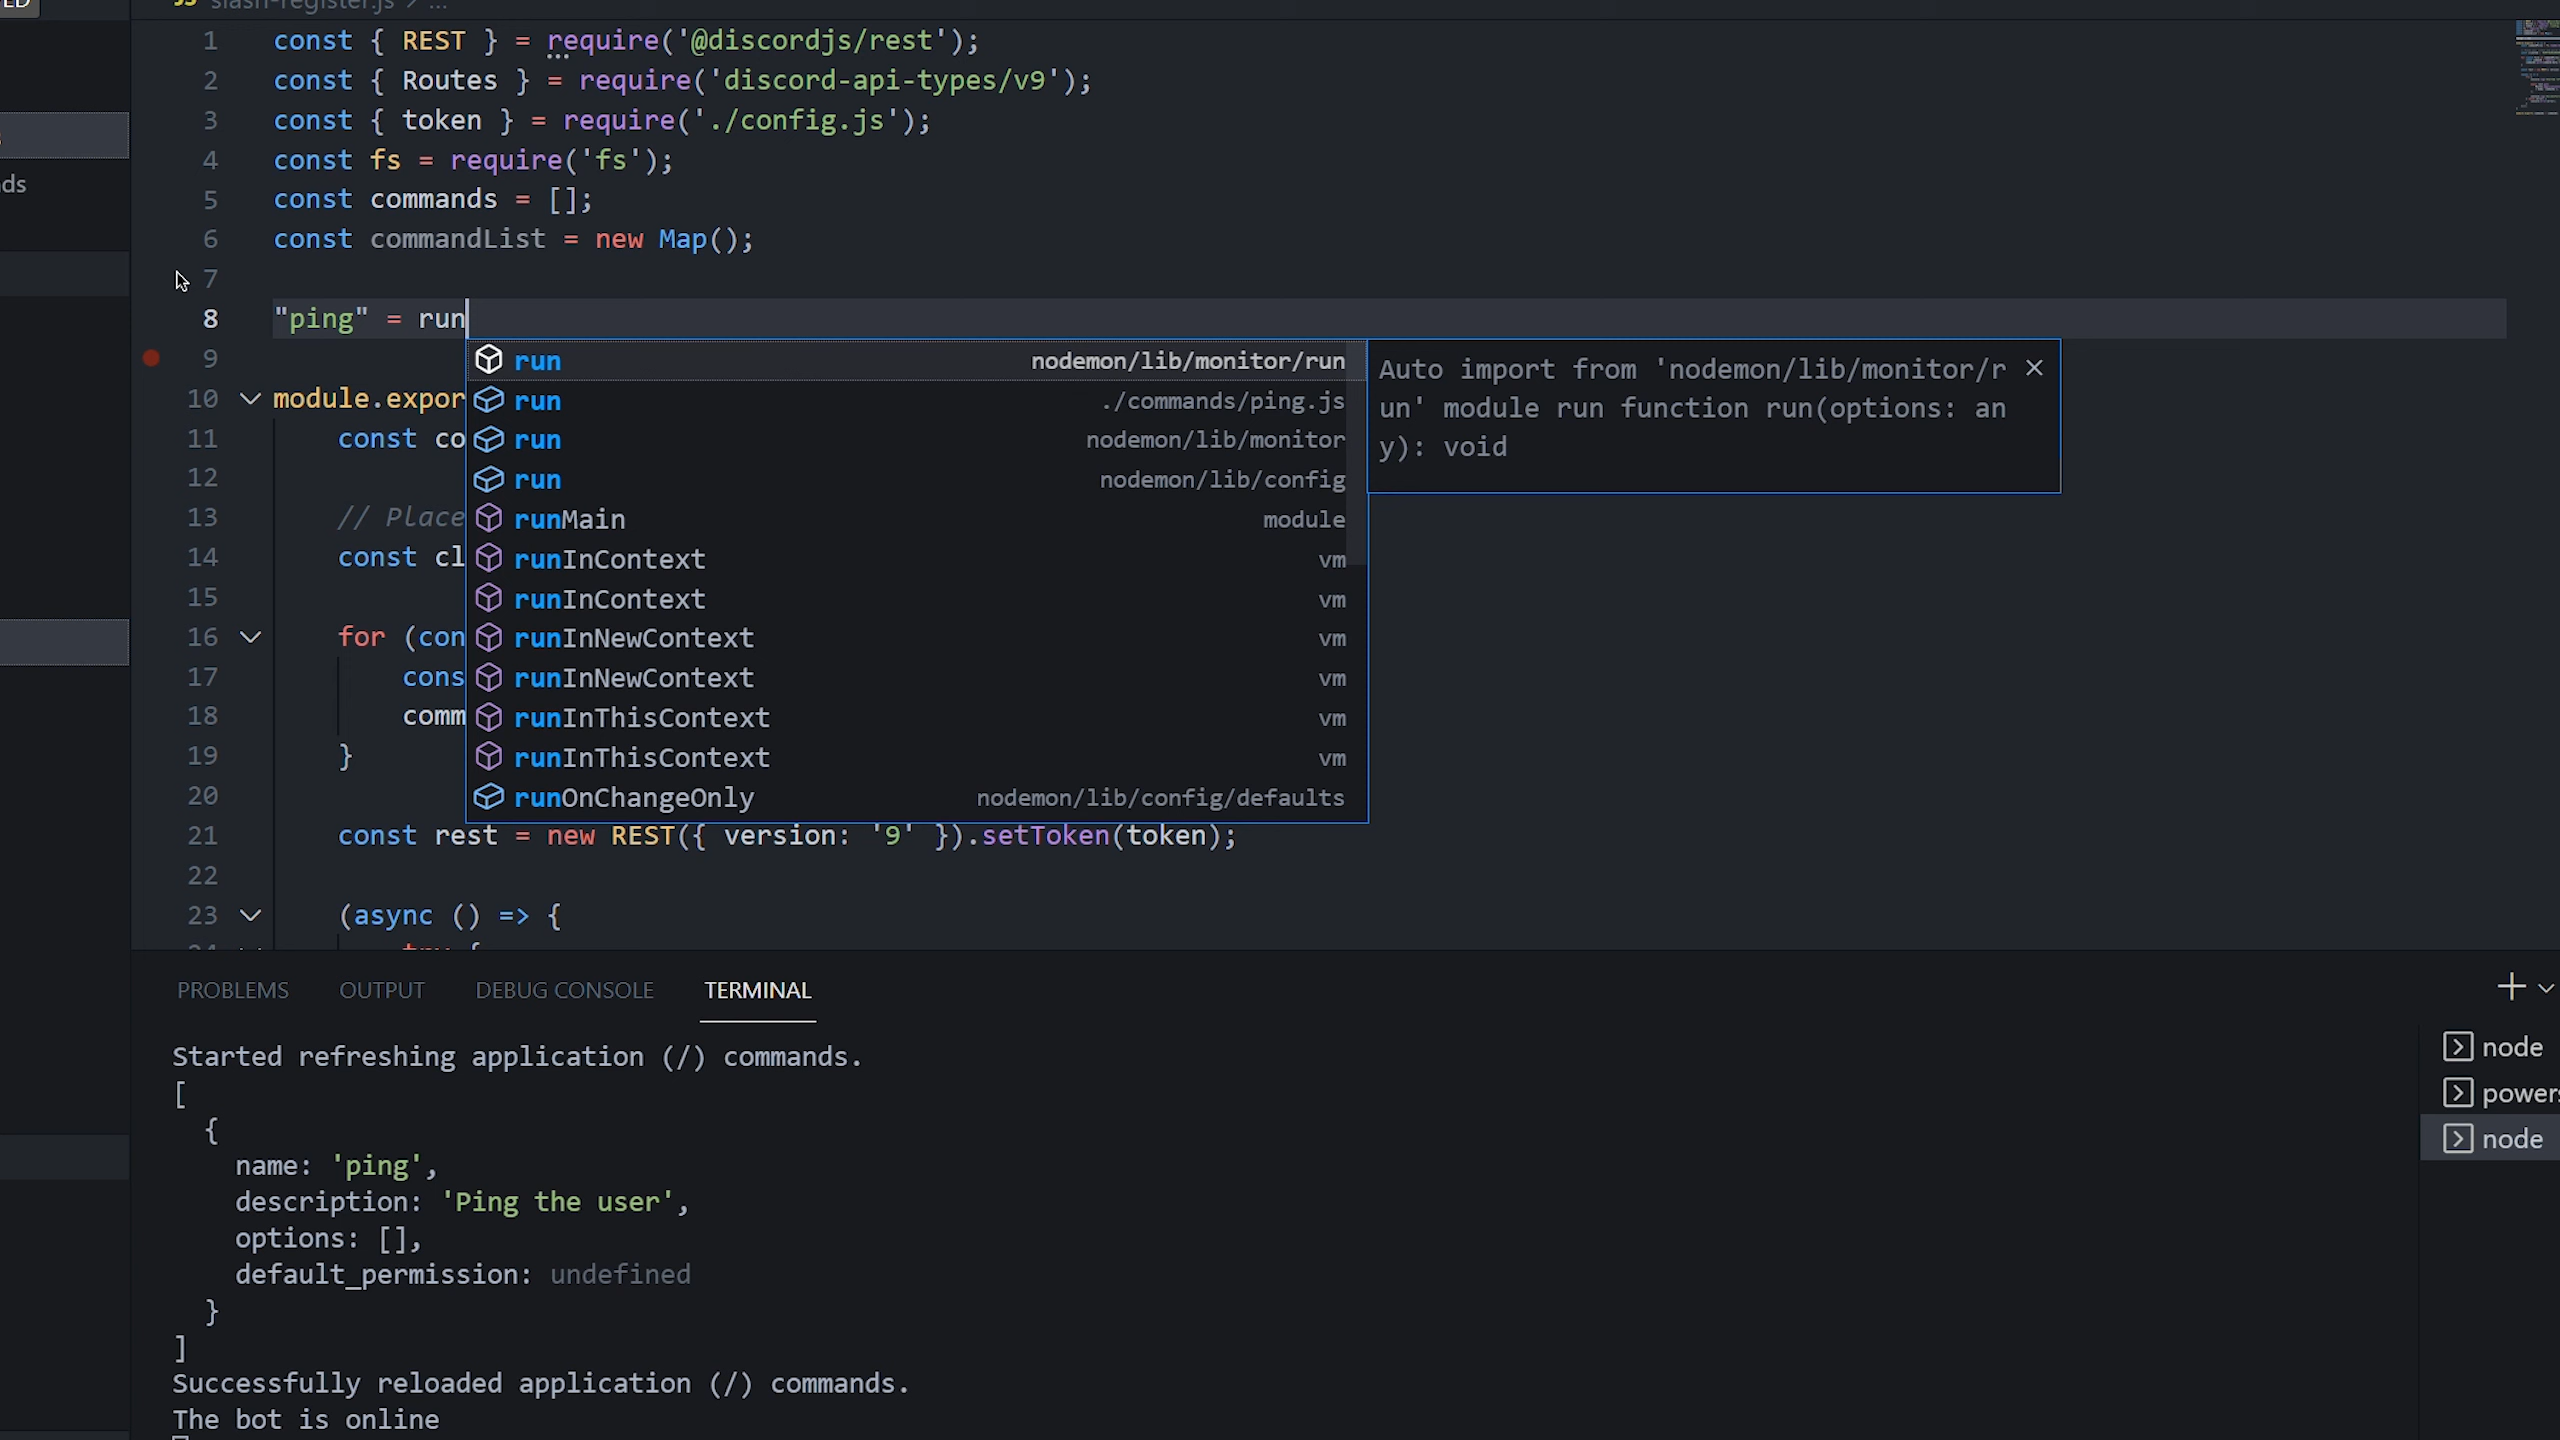 slash-register.js > ...
1 const { REST } = require('@discordjs/rest');
2 const { Routes } = require('discord-api-types/v9');
3 const { token } = require('./config.js');
4 const fs = require('fs');
5 const commands = [];
6 const commandList = new Map();
7
8 "ping" = run
9 run nodemon/lib/monitor/run
Auto import from 'nodemon/lib/monitor/r
un' module run function run(options: an
y): void
10 module.expor run ./commands/ping.js
11 const co run nodemon/lib/monitor
12 run nodemon/lib/config
13 // Place runMain module
14 const cl runInContext vm
15 runInContext vm
16 for (con runInNewContext vm
17 cons runInNewContext vm
18 comm runInThisContext vm
19 } runInThisContext vm
20 runOnChangeOnly nodemon/lib/config/defaults
21 const rest = new REST({ version: '9' }).setToken(token);
22
23 (async () => {
24 try {
ds
PROBLEMS OUTPUT DEBUG CONSOLE TERMINAL
Started refreshing application (/) commands.
[
{
name: 'ping',
description: 'Ping the user',
options: [],
default_permission: undefined
}
]
Successfully reloaded application (/) commands.
The bot is online
node
powers
node